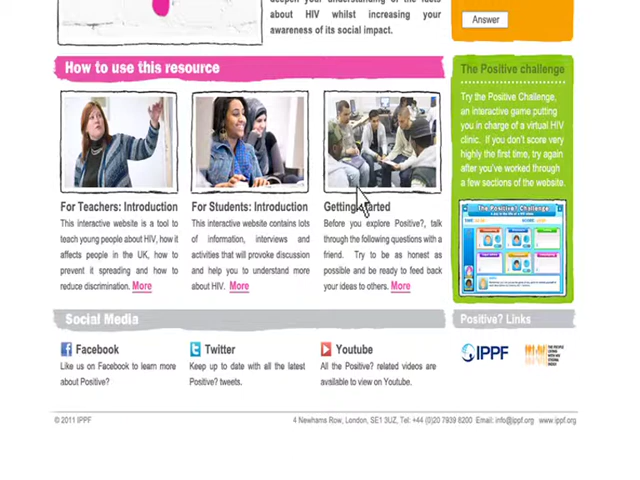 deepen your understanding of the facts
about HIV whilst increasing your
awareness of its social impact.
Answer
How to use this resource
For Teachers: Introduction
This interactive website is a tool to
teach young people about HIV, how it
affects people in the UK, how to
prevent it spreading and how to
reduce discrimination. More
For Students: Introduction
This interactive website contains lots
of information, interviews and
activities that will provoke discussion
and help you to understand more
about HIV. More
Getting started
Before you explore Positive?, talk
through the following questions with a
friend. Try to be as honest as
possible and be ready to feed back
your ideas to others. More
The Positive challenge
Try the Positive Challenge,
an interactive game putting
you in charge of a virtual HIV
clinic. If you don't score very
highly the first time, try again
after you've worked through
a few sections of the website.
The Positive? Challenge
Social Media
Facebook
Like us on Facebook to learn more
about Positive?
Twitter
Keep up to date with all the latest
Positive? tweets.
Youtube
All the Positive? related videos are
available to view on Youtube.
Positive? Links
IPPF
© 2011 IPPF
4 Newhams Row, London, SE1 3UZ, Tel: +44 (0)20 7939 8200 Email: info@ippf.org www.ippf.org